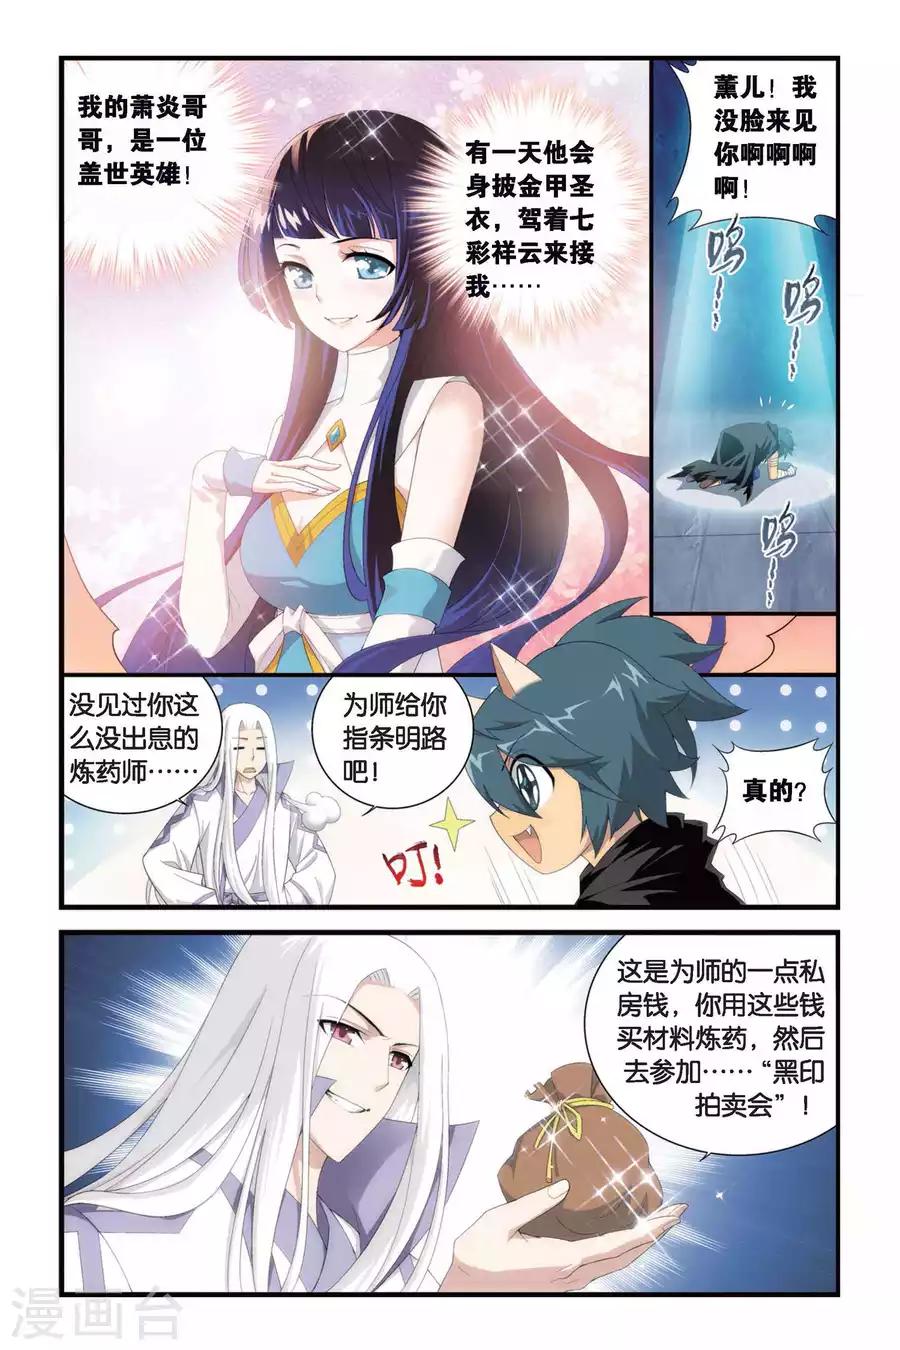 我的萧炎哥
哥，是一位
盖世英雄！
有一天他会
身披金甲圣
衣，驾着七
彩祥云来接
我……
薰儿！我
没脸来见
你啊啊啊
啊！
呜……
呜……
呜……
没见过你这
么没出息的
炼药师……
为师给你
指条明路
吧！
叮！
真的？
这是为师的一点私
房钱，你用这些钱
买材料炼药，然后
去参加……“黑印
拍卖会”！
漫画台